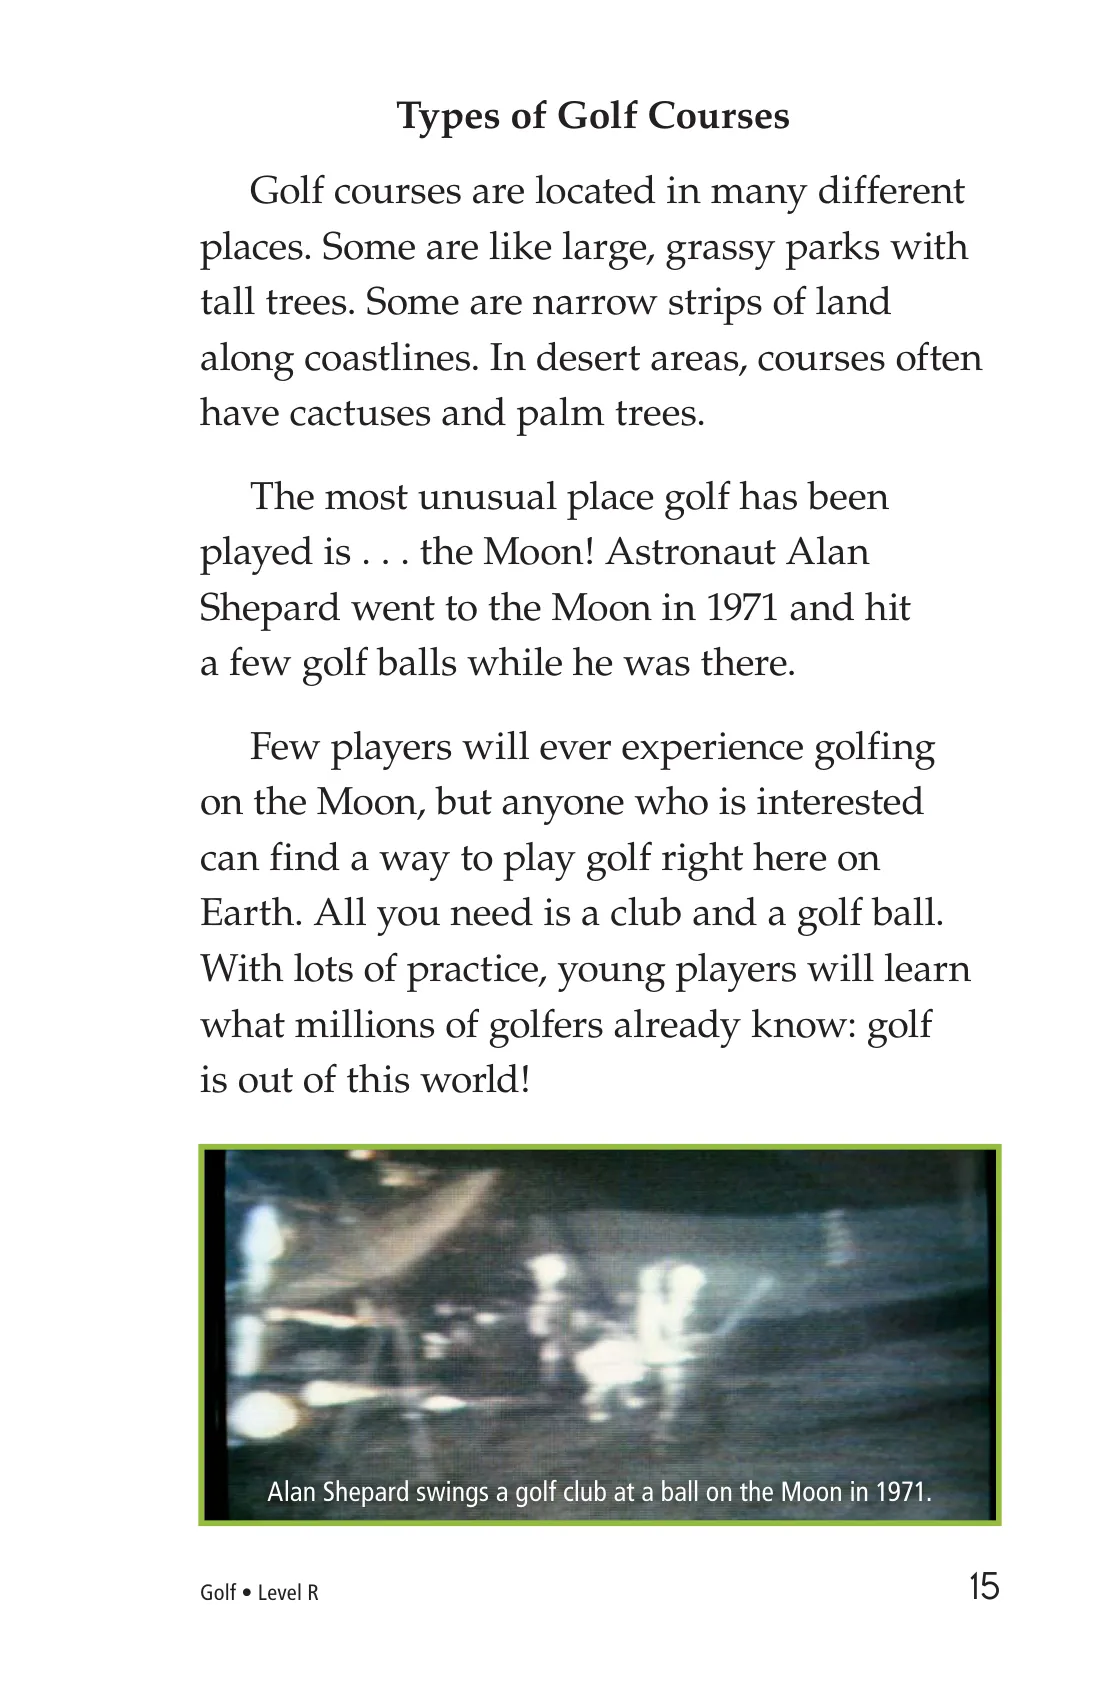 Types of Golf Courses
Golf courses are located in many different
places. Some are like large, grassy parks with
tall trees. Some are narrow strips of land
along coastlines. In desert areas, courses often
have cactuses and palm trees.
The most unusual place golf has been
played is . . . the Moon! Astronaut Alan
Shepard went to the Moon in 1971 and hit
a few golf balls while he was there.
Few players will ever experience golfing
on the Moon, but anyone who is interested
can find a way to play golf right here on
Earth. All you need is a club and a golf ball.
With lots of practice, young players will learn
what millions of golfers already know: golf
is out of this world!
Alan Shepard swings a golf club at a ball on the Moon in 1971.
Golf • Level R
15